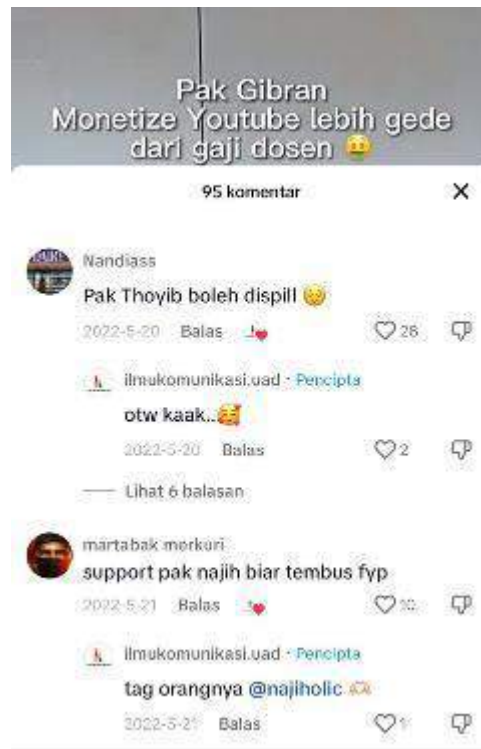 Pak Gibran
Monetize Youtube lebih gede
dari gaji dosen 🤑
95 komentar
Nandiass
Pak Thoyib boleh dispill 🥺
2022-5-20 Balas
28
ilmukomunikasi.uad · Pencipta
otw kaak..🥰
2022-5-20 Balas
2
Lihat 6 balasan
martabak merkuri
support pak najih biar tembus fyp
2022-5-21 Balas
10
ilmukomunikasi.uad · Pencipta
tag orangnya @najiholic 🫶🏻
2022-5-21 Balas
1